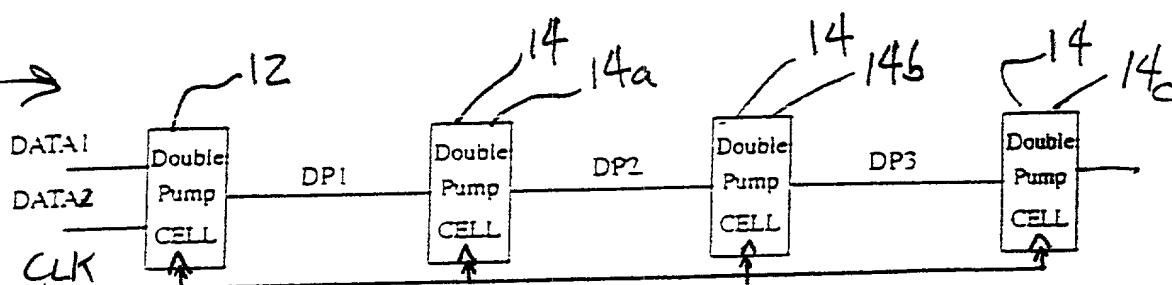 12
14
14a
14
14b
14
14c
DATA1
DATA2
CLK
Double
Pump
CELL
DP1
Double
Pump
CELL
DP2
Double
Pump
CELL
DP3
Double
Pump
CELL